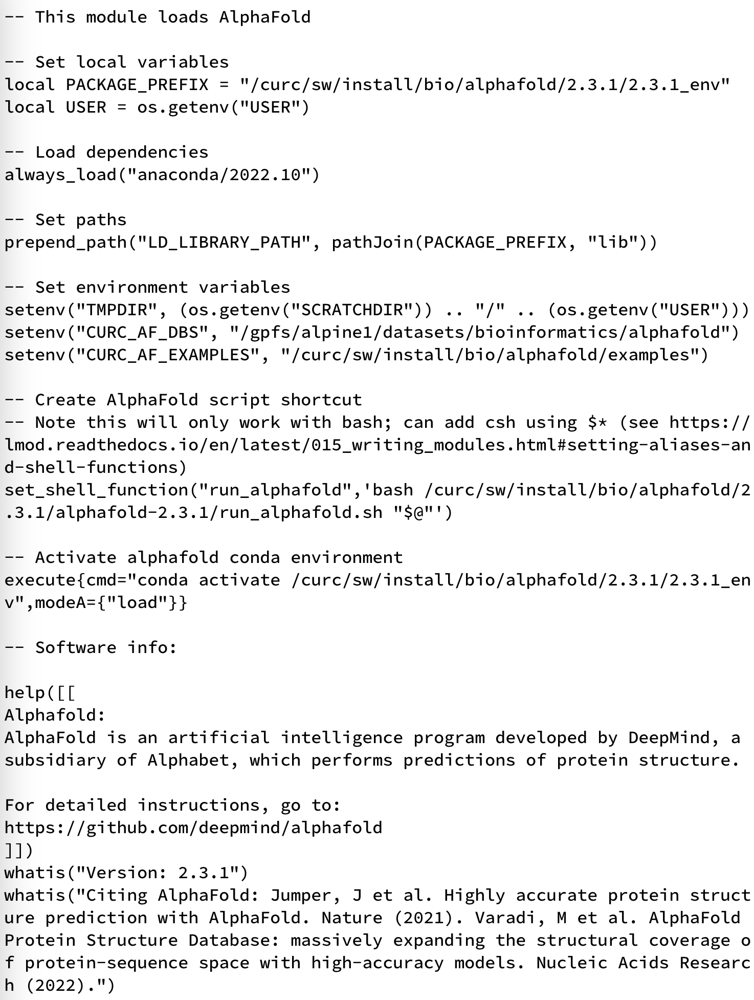 -- This module loads AlphaFold
-- Set local variables
local PACKAGE_PREFIX = "/curc/sw/install/bio/alphafold/2.3.1/2.3.1_env"
local USER = os.getenv("USER")
-- Load dependencies
always_load("anaconda/2022.10")
-- Set paths
prepend_path("LD_LIBRARY_PATH", pathJoin(PACKAGE_PREFIX, "lib"))
-- Set environment variables
setenv("TMPDIR", (os.getenv("SCRATCHDIR")) .. "/" .. (os.getenv("USER")))
setenv("CURC_AF_DBS", "/gpfs/alpine1/datasets/bioinformatics/alphafold")
setenv("CURC_AF_EXAMPLES", "/curc/sw/install/bio/alphafold/examples")
-- Create AlphaFold script shortcut
-- Note this will only work with bash; can add csh using $* (see https://
lmod.readthedocs.io/en/latest/015_writing_modules.html#setting-aliases-an
d-shell-functions)
set_shell_function("run_alphafold",'bash /curc/sw/install/bio/alphafold/2
.3.1/alphafold-2.3.1/run_alphafold.sh "$@"')
-- Activate alphafold conda environment
execute{cmd="conda activate /curc/sw/install/bio/alphafold/2.3.1/2.3.1_en
v",modeA={"load"}}
-- Software info:
help([[
Alphafold:
AlphaFold is an artificial intelligence program developed by DeepMind, a
subsidiary of Alphabet, which performs predictions of protein structure.
For detailed instructions, go to:
https://github.com/deepmind/alphafold
]])
whatis("Version: 2.3.1")
whatis("Citing AlphaFold: Jumper, J et al. Highly accurate protein struct
ure prediction with AlphaFold. Nature (2021). Varadi, M et al. AlphaFold
Protein Structure Database: massively expanding the structural coverage o
f protein-sequence space with high-accuracy models. Nucleic Acids Researc
h (2022).")